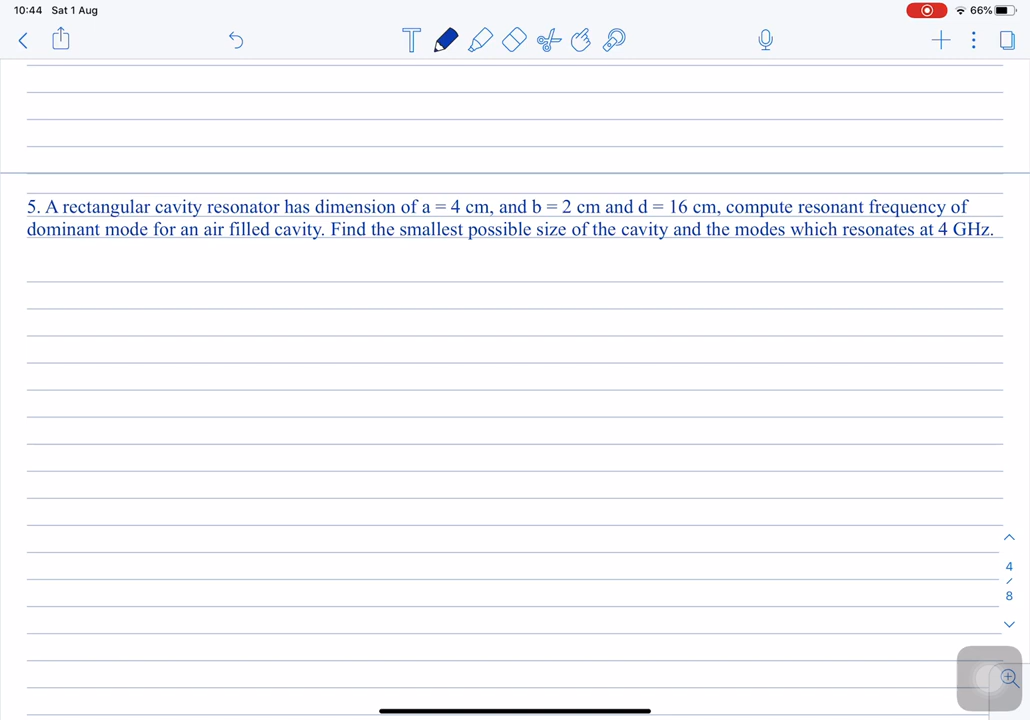 10:44 Sat 1 Aug
66%
5. A rectangular cavity resonator has dimension of a = 4 cm, and b = 2 cm and d = 16 cm, compute resonant frequency of
dominant mode for an air filled cavity. Find the smallest possible size of the cavity and the modes which resonates at 4 GHz.
4
/
8